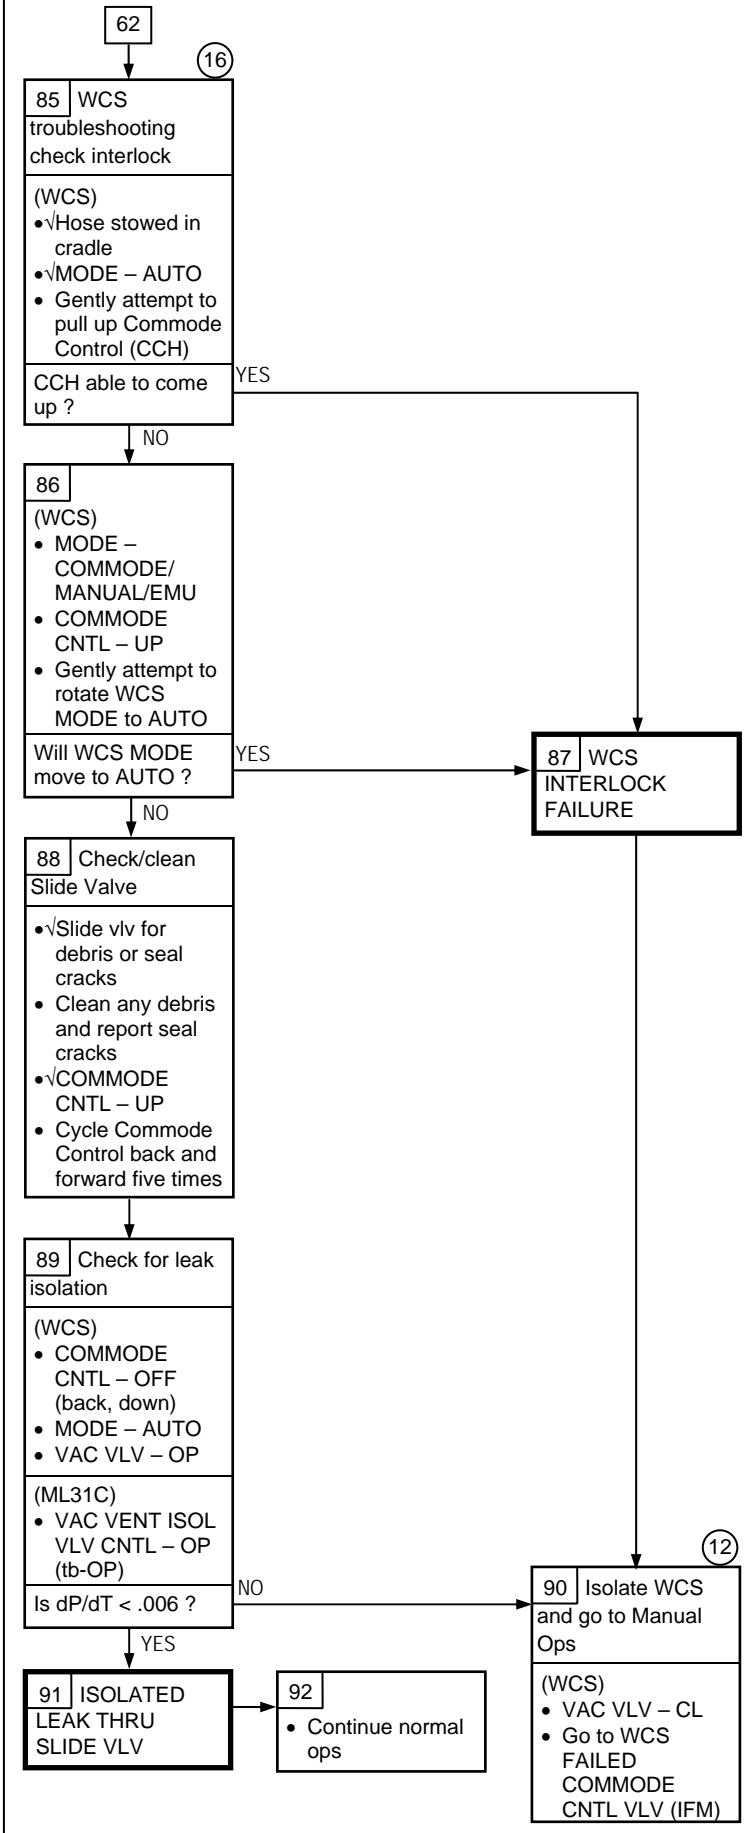 62
16
85 WCS
troubleshooting
check interlock
(WCS)
•√Hose stowed in
cradle
•√MODE – AUTO
• Gently attempt to
pull up Commode
Control (CCH)
CCH able to come
up ?
YES
NO
86
(WCS)
• MODE –
COMMODE/
MANUAL/EMU
• COMMODE
CNTL – UP
• Gently attempt to
rotate WCS
MODE to AUTO
Will WCS MODE
move to AUTO ?
YES
NO
87 WCS
INTERLOCK
FAILURE
88 Check/clean
Slide Valve
•√Slide vlv for
debris or seal
cracks
• Clean any debris
and report seal
cracks
•√COMMODE
CNTL – UP
• Cycle Commode
Control back and
forward five times
89 Check for leak
isolation
(WCS)
• COMMODE
CNTL – OFF
(back, down)
• MODE – AUTO
• VAC VLV – OP
(ML31C)
• VAC VENT ISOL
VLV CNTL – OP
(tb-OP)
Is dP/dT < .006 ?
NO
YES
12
90 Isolate WCS
and go to Manual
Ops
(WCS)
• VAC VLV – CL
• Go to WCS
FAILED
COMMODE
CNTL VLV (IFM)
91 ISOLATED
LEAK THRU
SLIDE VLV
92
• Continue normal
ops